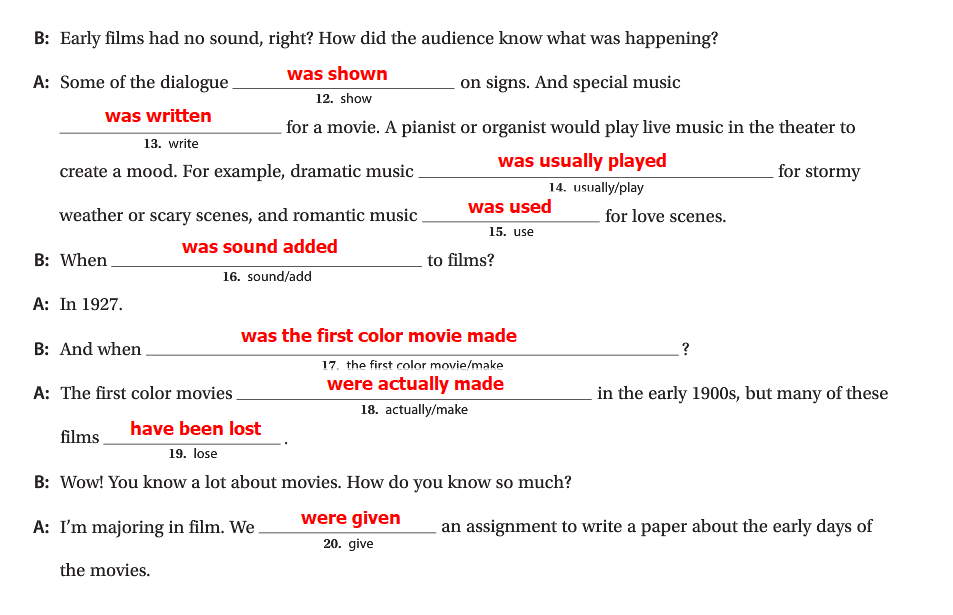 B: Early films had no sound, right? How did the audience know what was happening?
A: Some of the dialogue was shown on signs. And special music
12. show
was written for a movie. A pianist or organist would play live music in the theater to
13. write
create a mood. For example, dramatic music was usually played for stormy
14. usually/play
weather or scary scenes, and romantic music was used for love scenes.
15. use
B: When was sound added to films?
16. sound/add
A: In 1927.
B: And when was the first color movie made ?
17. the first color movie/make
A: The first color movies were actually made in the early 1900s, but many of these
18. actually/make
films have been lost .
19. lose
B: Wow! You know a lot about movies. How do you know so much?
A: I'm majoring in film. We were given an assignment to write a paper about the early days of
20. give
the movies.